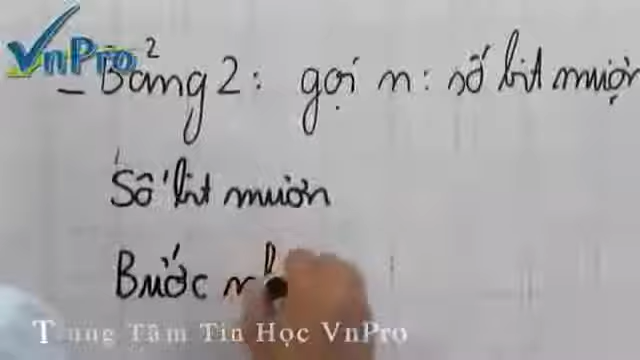 VnPro
- Bảng 2: gọi n: số bit mượn
Số bit mượn
Bước
Trung Tâm Tin Học VnPro